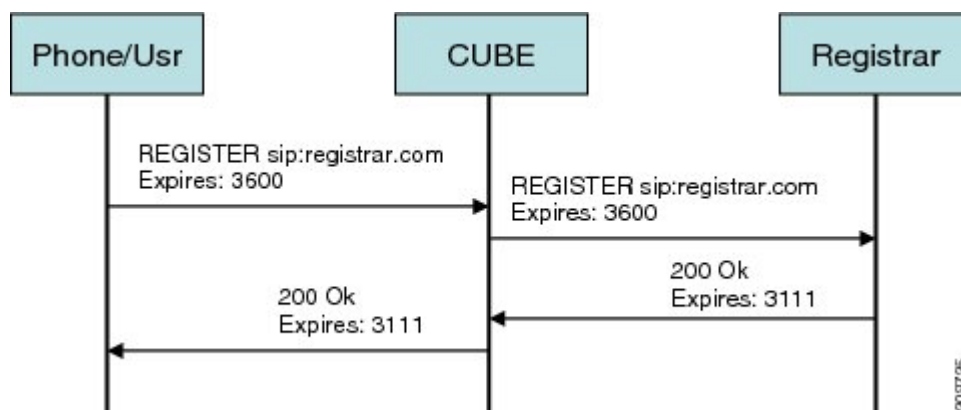 Phone/Usr
CUBE
Registrar
REGISTER sip:registrar.com
Expires: 3600
REGISTER sip:registrar.com
Expires: 3600
200 Ok
Expires: 3111
200 Ok
Expires: 3111